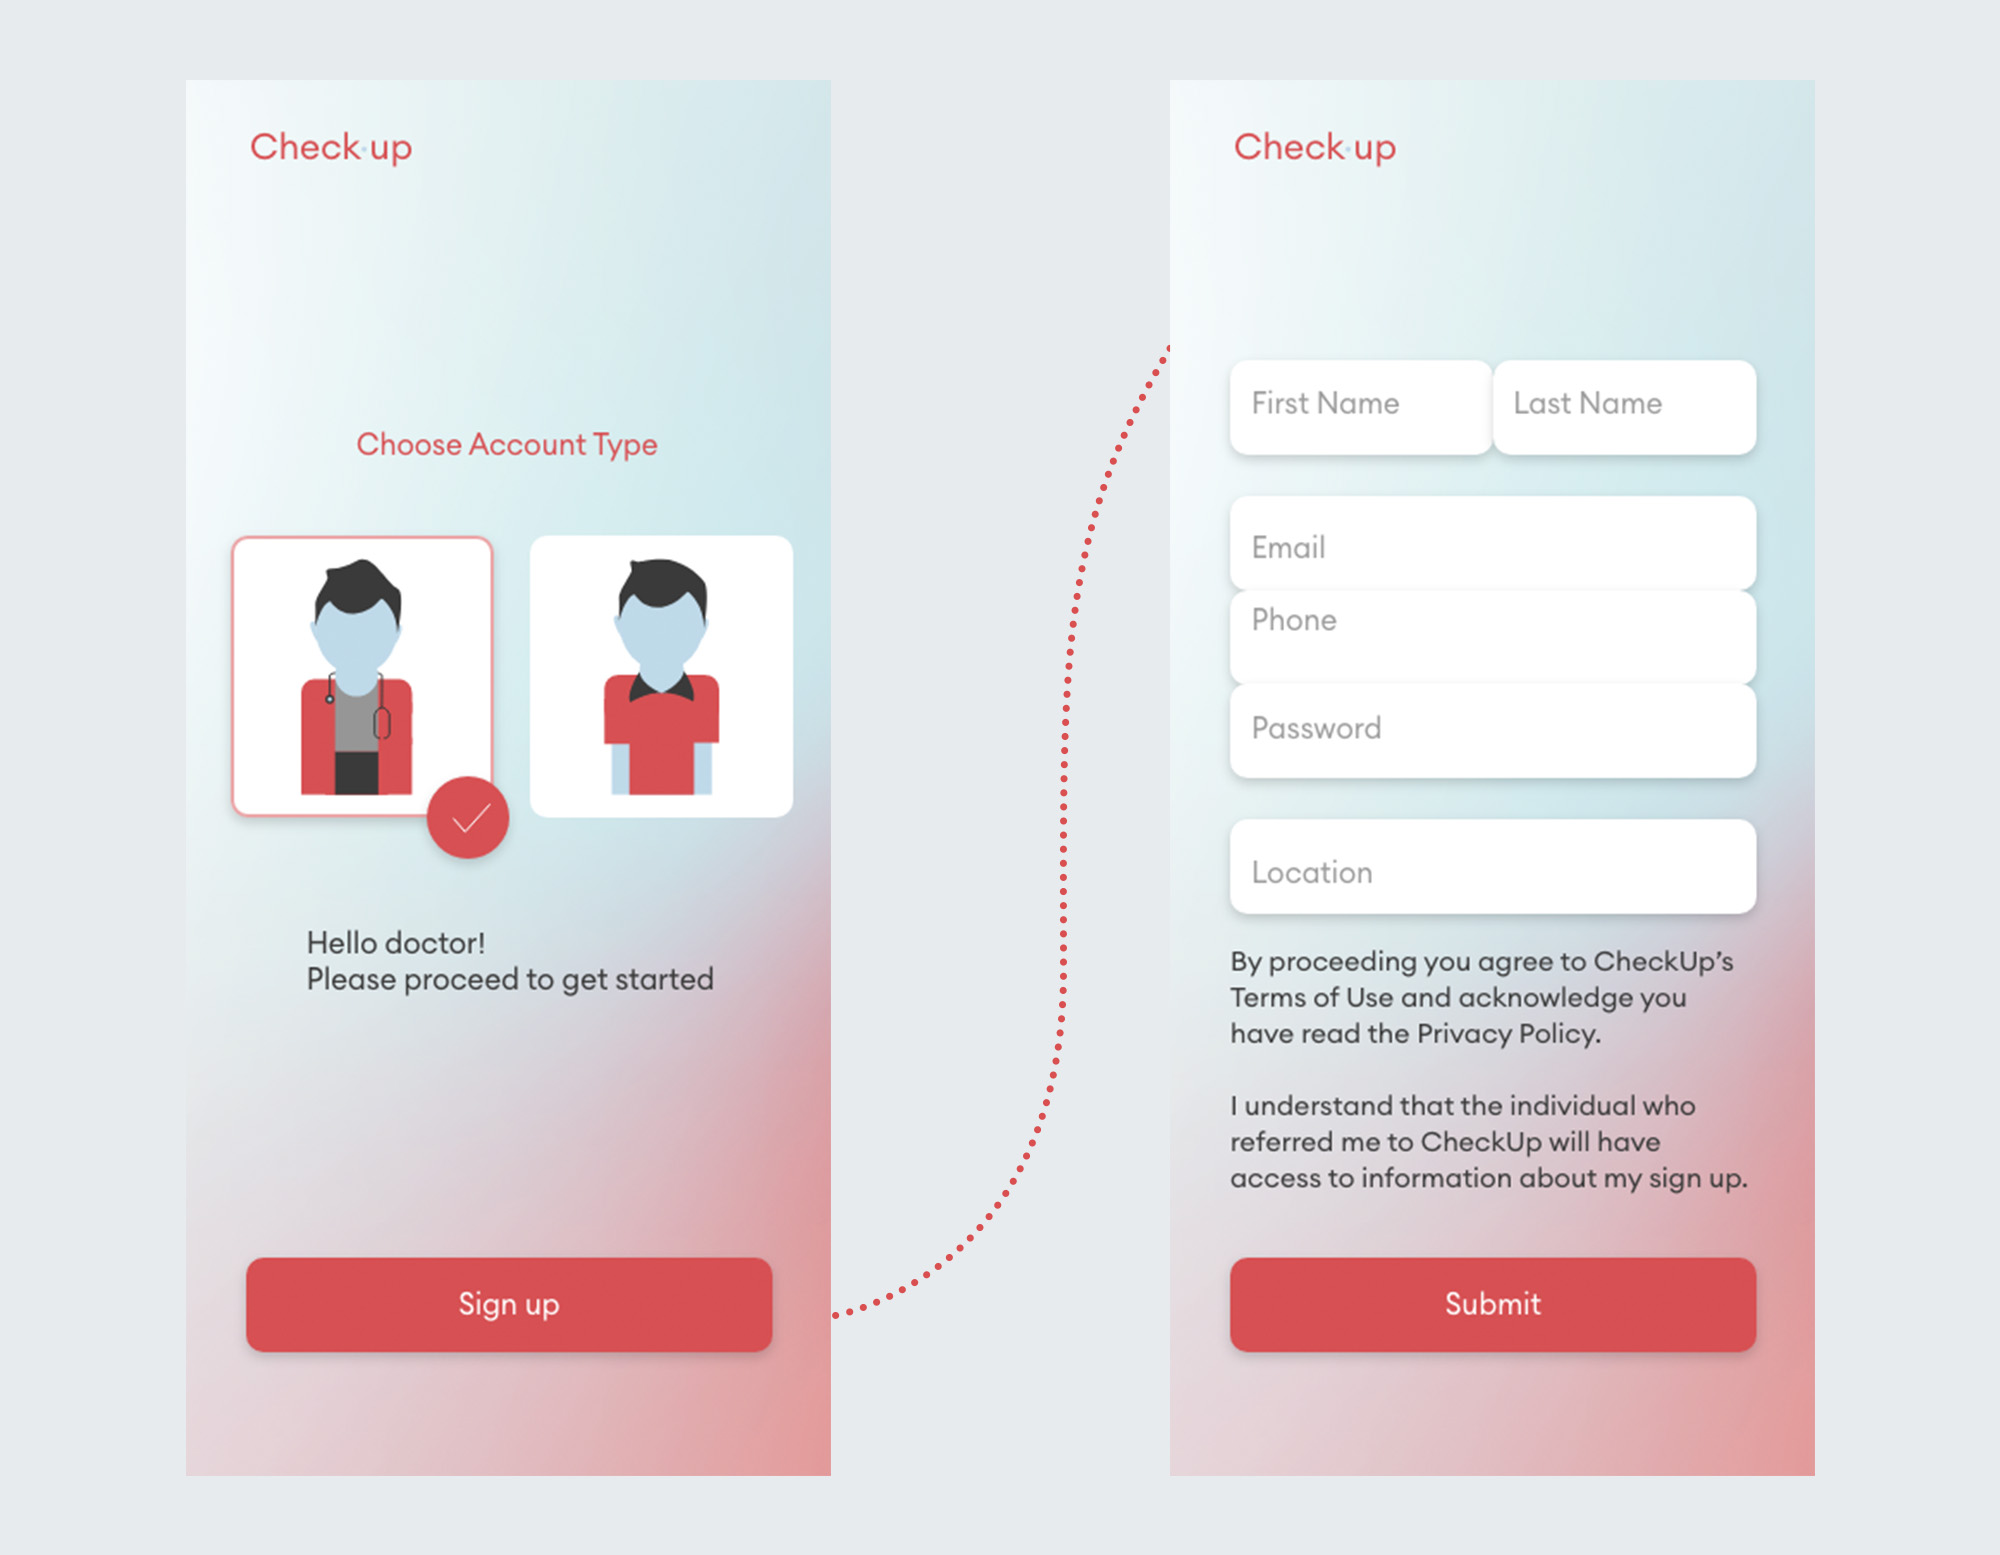 Check·up
Choose Account Type
Hello doctor!
Please proceed to get started
Sign up
Check·up
First Name
Last Name
Email
Phone
Password
Location
By proceeding you agree to CheckUp’s
Terms of Use and acknowledge you
have read the Privacy Policy.
I understand that the individual who
referred me to CheckUp will have
access to information about my sign up.
Submit